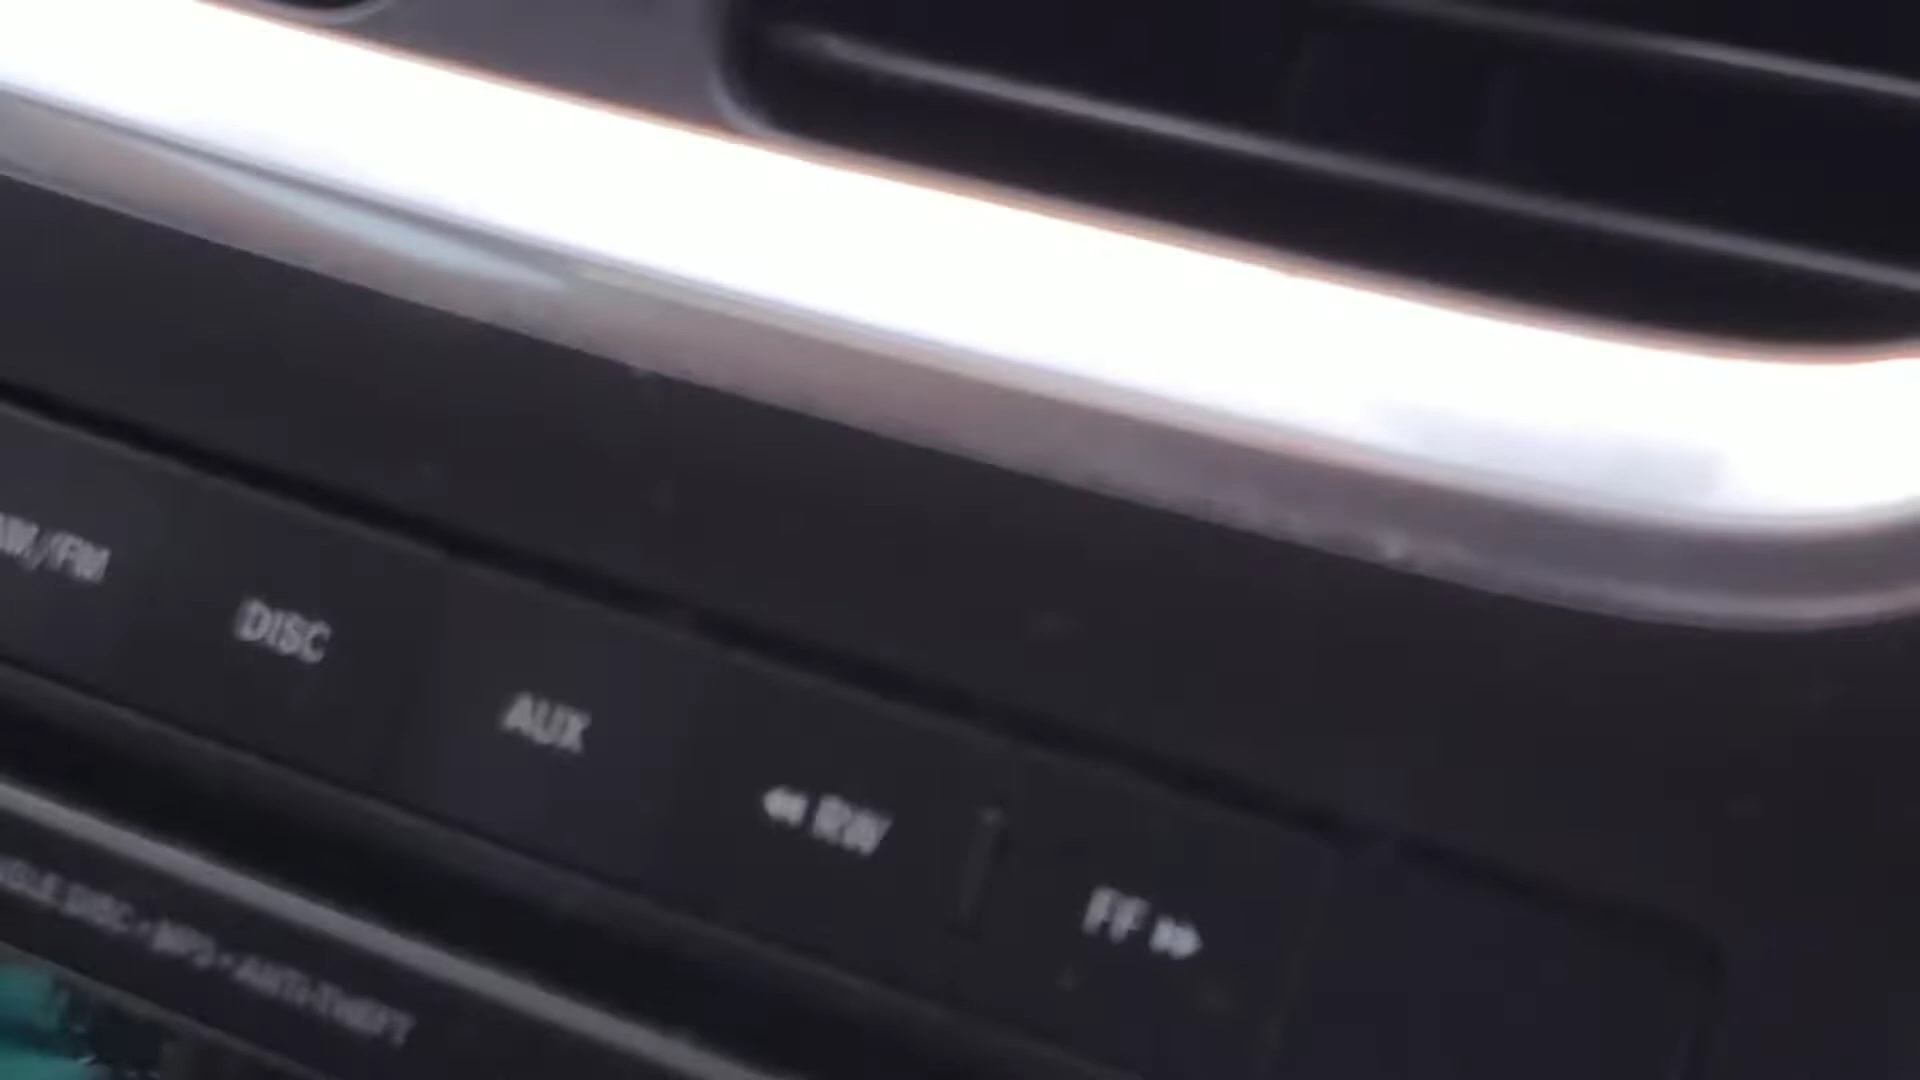 AM/FM
DISC
AUX
◀◀ RW
FF ▶▶
DISC • MP3 • ANTI-THEFT